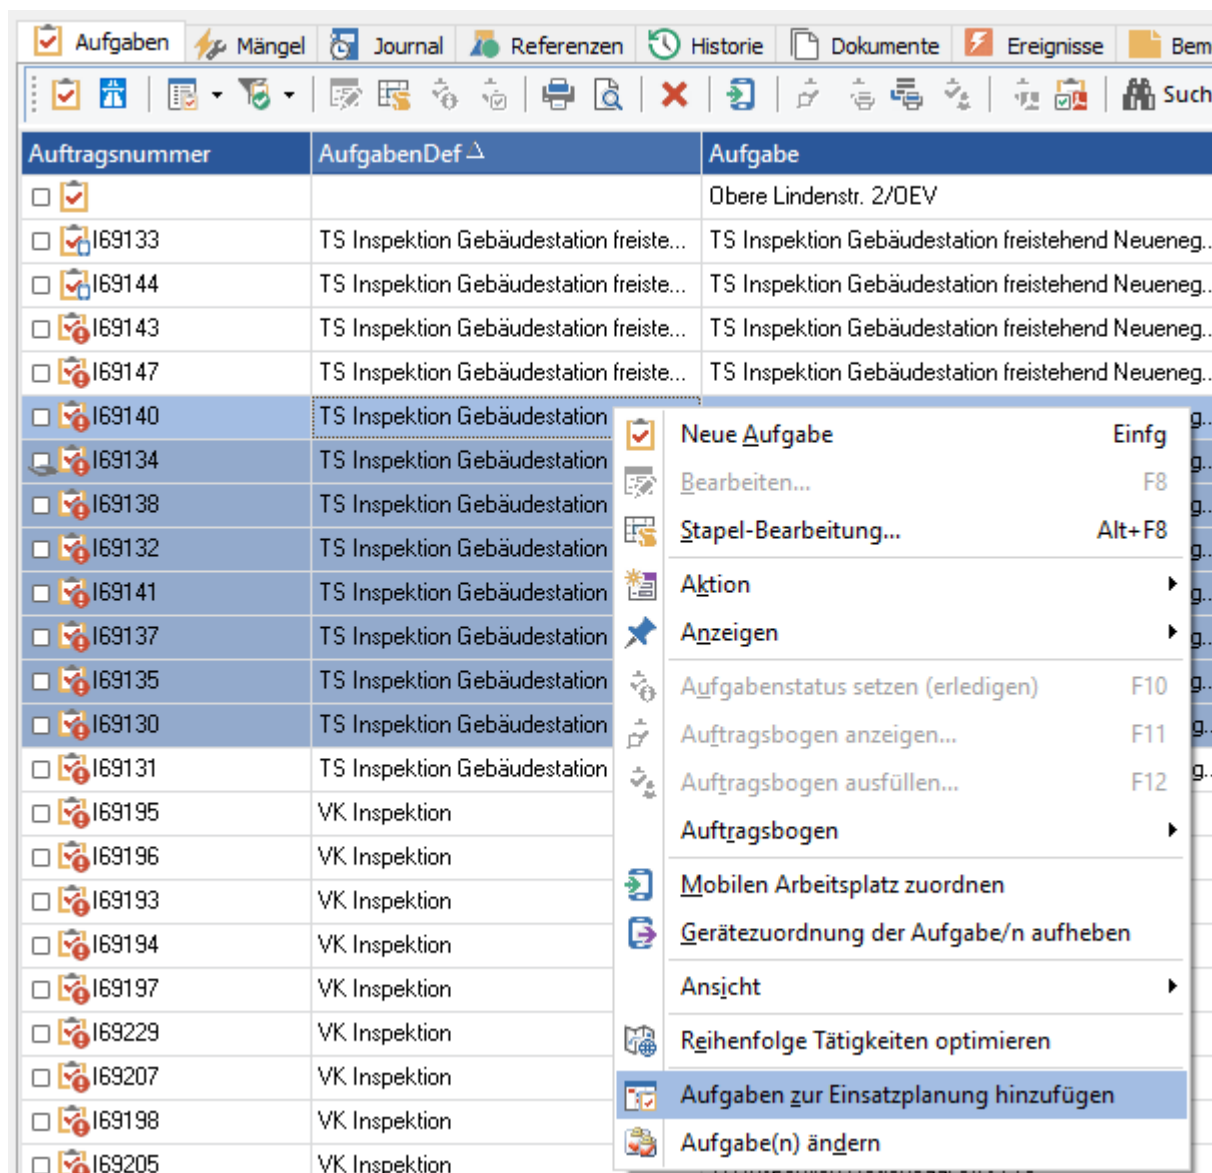 Aufgaben Mängel Journal Referenzen Historie Dokumente Ereignisse Bem
Such
Auftragsnummer AufgabenDef Aufgabe
Obere Lindenstr. 2/OEV
I69133 TS Inspektion Gebäudestation freiste... TS Inspektion Gebäudestation freistehend Neueneg..
I69144 TS Inspektion Gebäudestation freiste... TS Inspektion Gebäudestation freistehend Neueneg..
I69143 TS Inspektion Gebäudestation freiste... TS Inspektion Gebäudestation freistehend Neueneg..
I69147 TS Inspektion Gebäudestation freiste... TS Inspektion Gebäudestation freistehend Neueneg..
I69140 TS Inspektion Gebäudestation g..
I69134 TS Inspektion Gebäudestation g..
I69138 TS Inspektion Gebäudestation g..
I69132 TS Inspektion Gebäudestation g..
I69141 TS Inspektion Gebäudestation g..
I69137 TS Inspektion Gebäudestation g..
I69135 TS Inspektion Gebäudestation g..
I69130 TS Inspektion Gebäudestation g..
I69131 TS Inspektion Gebäudestation g..
I69195 VK Inspektion
I69196 VK Inspektion
I69193 VK Inspektion
I69194 VK Inspektion
I69197 VK Inspektion
I69229 VK Inspektion
I69207 VK Inspektion
I69198 VK Inspektion
I69205 VK Inspektion
Neue Aufgabe Einfg
Bearbeiten... F8
Stapel-Bearbeitung... Alt+F8
Aktion
Anzeigen
Aufgabenstatus setzen (erledigen) F10
Auftragsbogen anzeigen... F11
Auftragsbogen ausfüllen... F12
Auftragsbogen
Mobilen Arbeitsplatz zuordnen
Gerätezuordnung der Aufgabe/n aufheben
Ansicht
Reihenfolge Tätigkeiten optimieren
Aufgaben zur Einsatzplanung hinzufügen
Aufgabe(n) ändern